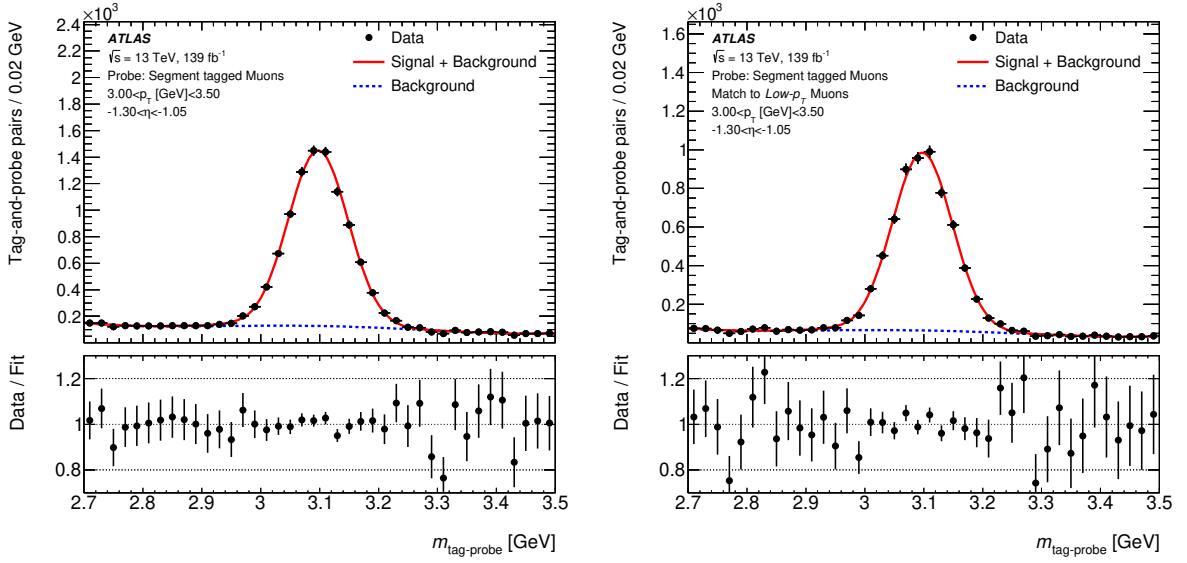 ×10³
ATLAS
√s = 13 TeV, 139 fb⁻¹
Probe: Segment tagged Muons
3.00<p_T [GeV]<3.50
-1.30<η<-1.05
Data
Signal + Background
Background
Tag-and-probe pairs / 0.02 GeV
2.4
2.2
2
1.8
1.6
1.4
1.2
1
0.8
0.6
0.4
0.2
Data / Fit
1.2
1
0.8
2.7 2.8 2.9 3 3.1 3.2 3.3 3.4 3.5
m_tag-probe [GeV]
×10³
ATLAS
√s = 13 TeV, 139 fb⁻¹
Probe: Segment tagged Muons
Match to Low-p_T Muons
3.00<p_T [GeV]<3.50
-1.30<η<-1.05
Data
Signal + Background
Background
Tag-and-probe pairs / 0.02 GeV
1.6
1.4
1.2
1
0.8
0.6
0.4
0.2
Data / Fit
1.2
1
0.8
2.7 2.8 2.9 3 3.1 3.2 3.3 3.4 3.5
m_tag-probe [GeV]